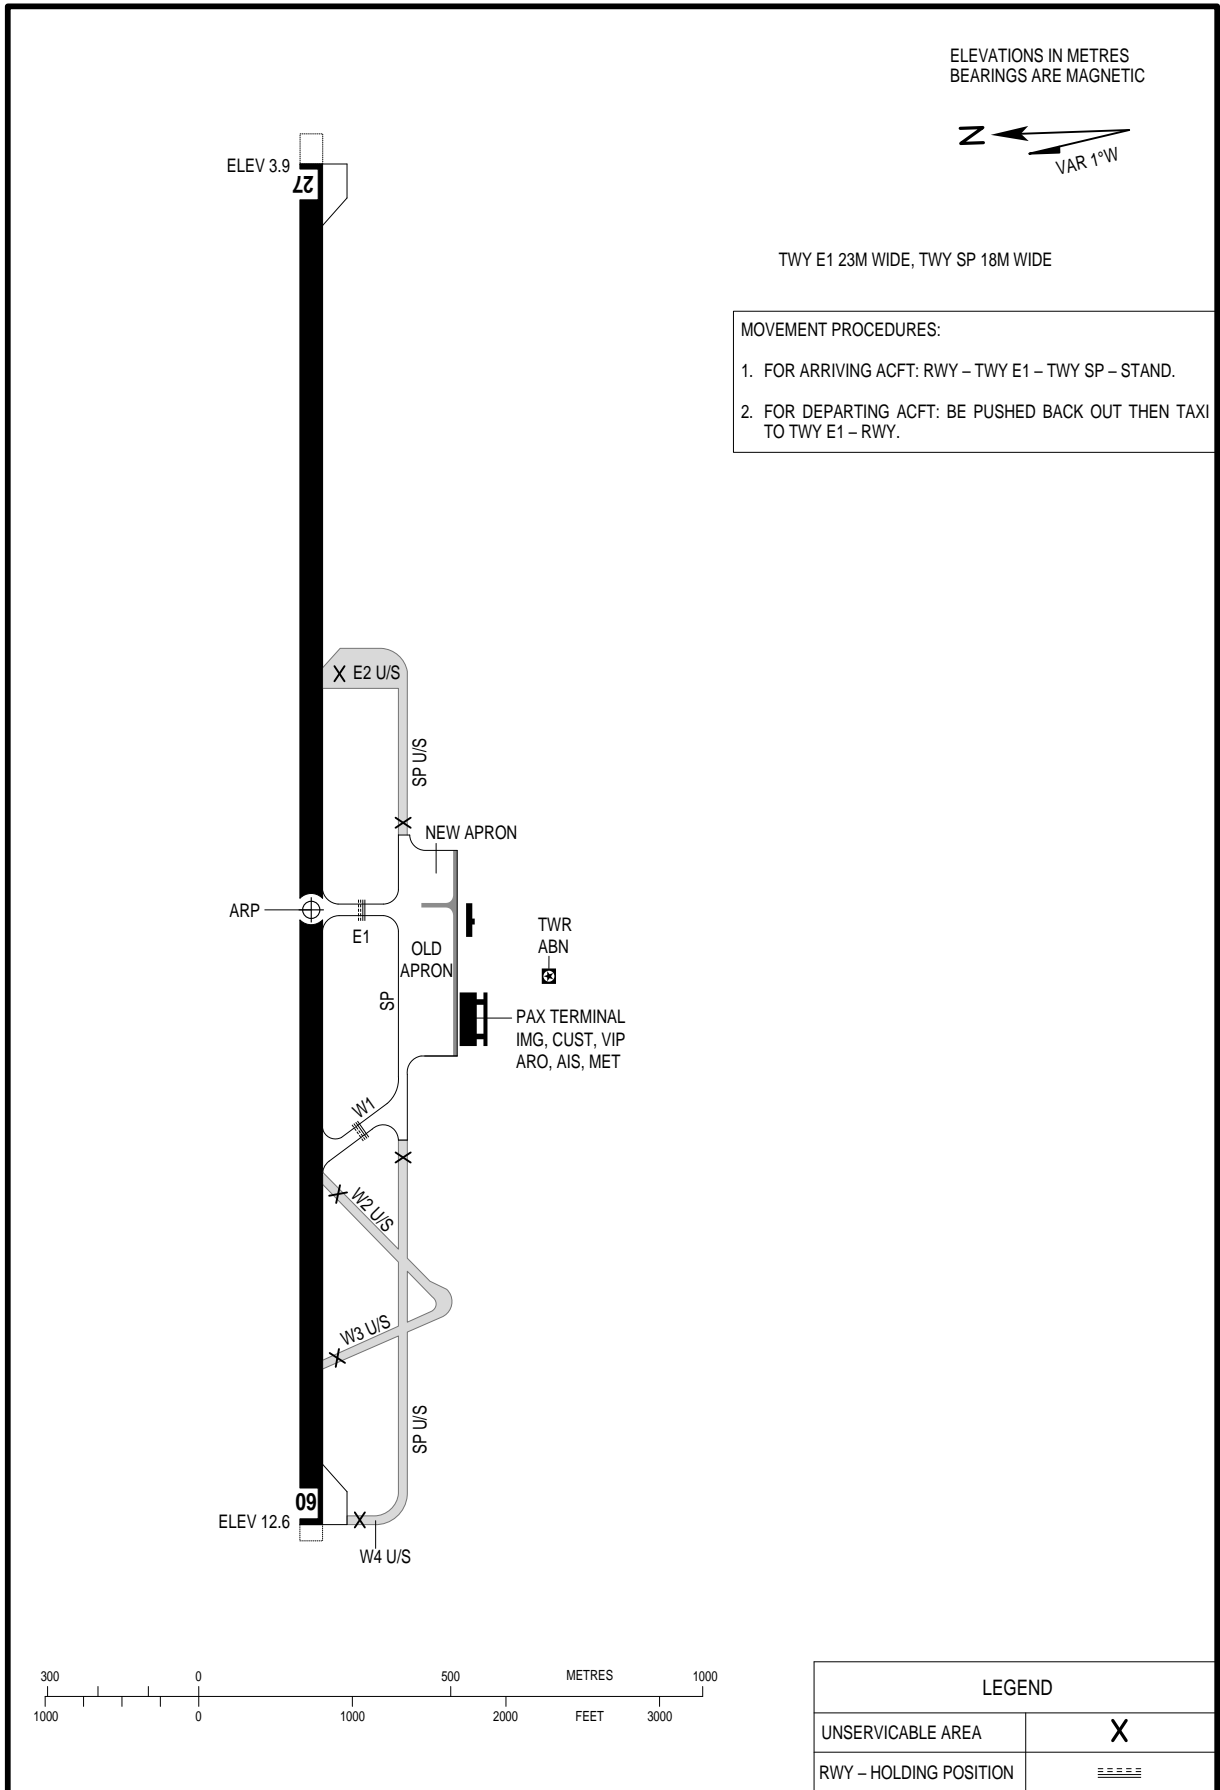 ELEVATIONS IN METRES
BEARINGS ARE MAGNETIC
N
VAR 1°W
ELEV 3.9
27
TWY E1 23M WIDE, TWY SP 18M WIDE
MOVEMENT PROCEDURES:
1. FOR ARRIVING ACFT: RWY – TWY E1 – TWY SP – STAND.
2. FOR DEPARTING ACFT: BE PUSHED BACK OUT THEN TAXI
TO TWY E1 – RWY.
E2 U/S
SP U/S
NEW APRON
ARP
E1
OLD
APRON
TWR
ABN
SP
PAX TERMINAL
IMG, CUST, VIP
ARO, AIS, MET
W1
W2 U/S
W3 U/S
SP U/S
09
ELEV 12.6
W4 U/S
300 0 500 METRES 1000
1000 0 1000 2000 FEET 3000
LEGEND
UNSERVICABLE AREA X
RWY – HOLDING POSITION